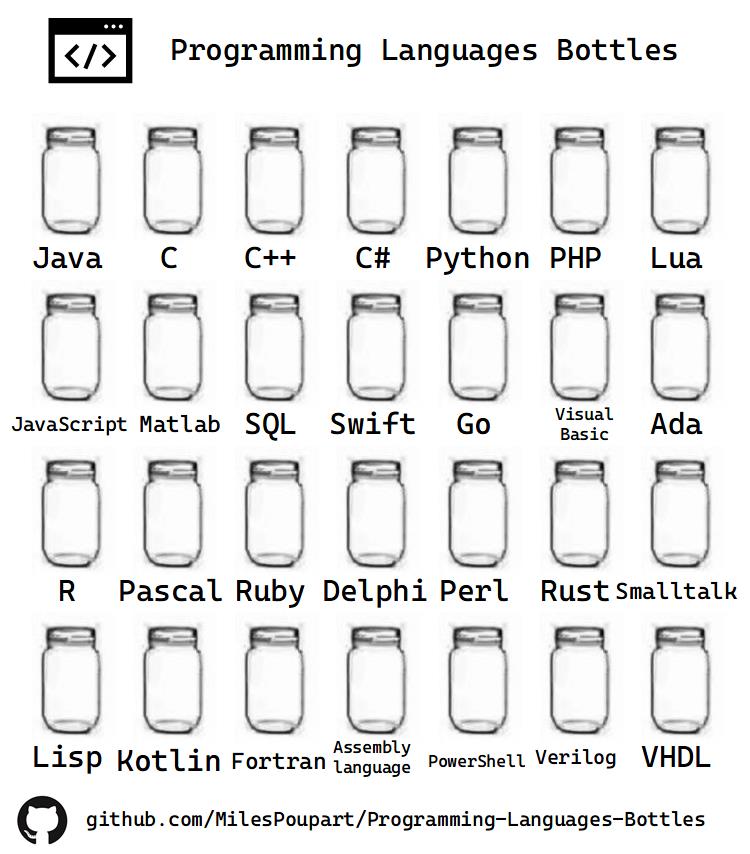 </>
Programming Languages Bottles
Java C C++ C# Python PHP Lua
JavaScript Matlab SQL Swift Go Visual Basic Ada
R Pascal Ruby Delphi Perl Rust Smalltalk
Lisp Kotlin Fortran Assembly language PowerShell Verilog VHDL
github.com/MilesPoupart/Programming-Languages-Bottles